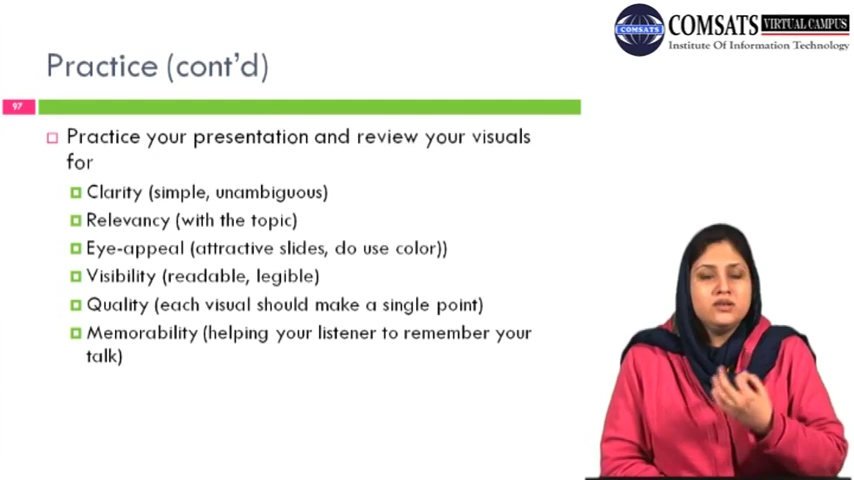 COMSATS VIRTUAL CAMPUS
COMSATS
Institute Of Information Technology
Practice (cont'd)
97
Practice your presentation and review your visuals
for
Clarity (simple, unambiguous)
Relevancy (with the topic)
Eye-appeal (attractive slides, do use color))
Visibility (readable, legible)
Quality (each visual should make a single point)
Memorability (helping your listener to remember your
talk)